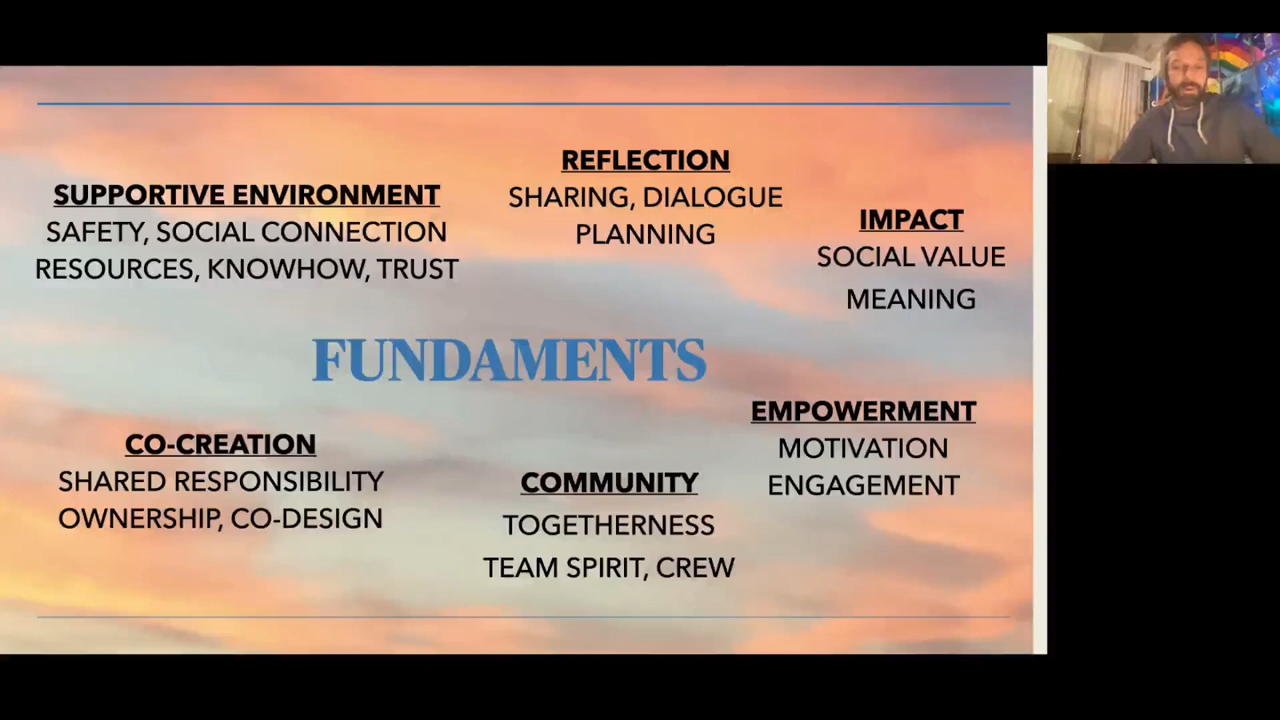 SUPPORTIVE ENVIRONMENT
SAFETY, SOCIAL CONNECTION
RESOURCES, KNOWHOW, TRUST
REFLECTION
SHARING, DIALOGUE
PLANNING
IMPACT
SOCIAL VALUE
MEANING
FUNDAMENTS
CO-CREATION
SHARED RESPONSIBILITY
OWNERSHIP, CO-DESIGN
COMMUNITY
TOGETHERNESS
TEAM SPIRIT, CREW
EMPOWERMENT
MOTIVATION
ENGAGEMENT